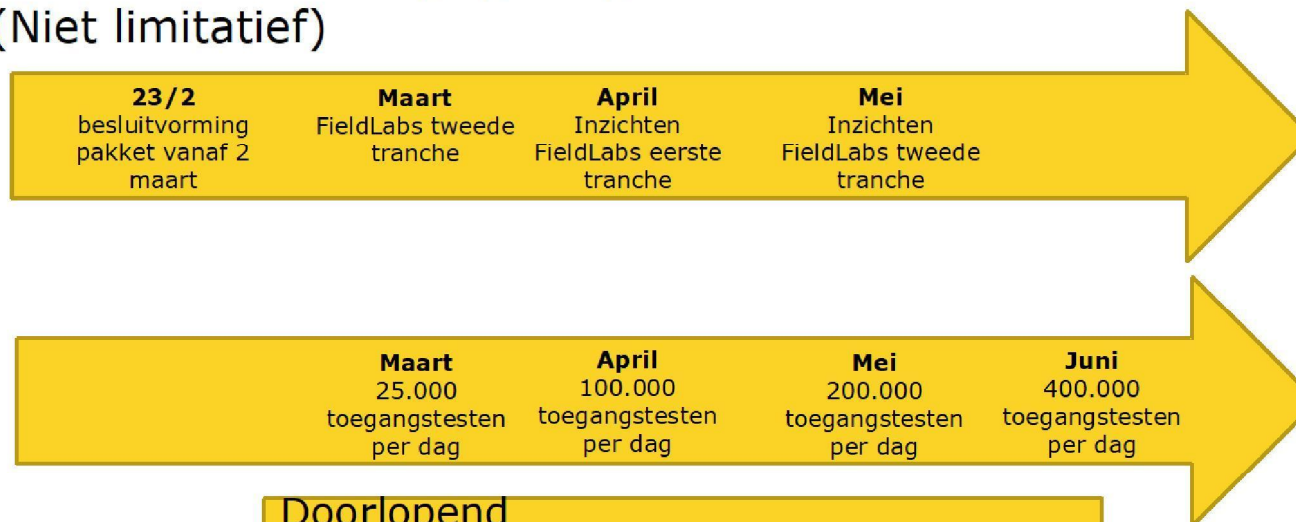 (Niet limitatief)
23/2
besluitvorming
pakket vanaf 2
maart
Maart
FieldLabs tweede
tranche
April
Inzichten
FieldLabs eerste
tranche
Mei
Inzichten
FieldLabs tweede
tranche
Maart
25.000
toegangstesten
per dag
April
100.000
toegangstesten
per dag
Mei
200.000
toegangstesten
per dag
Juni
400.000
toegangstesten
per dag
Doorlopend